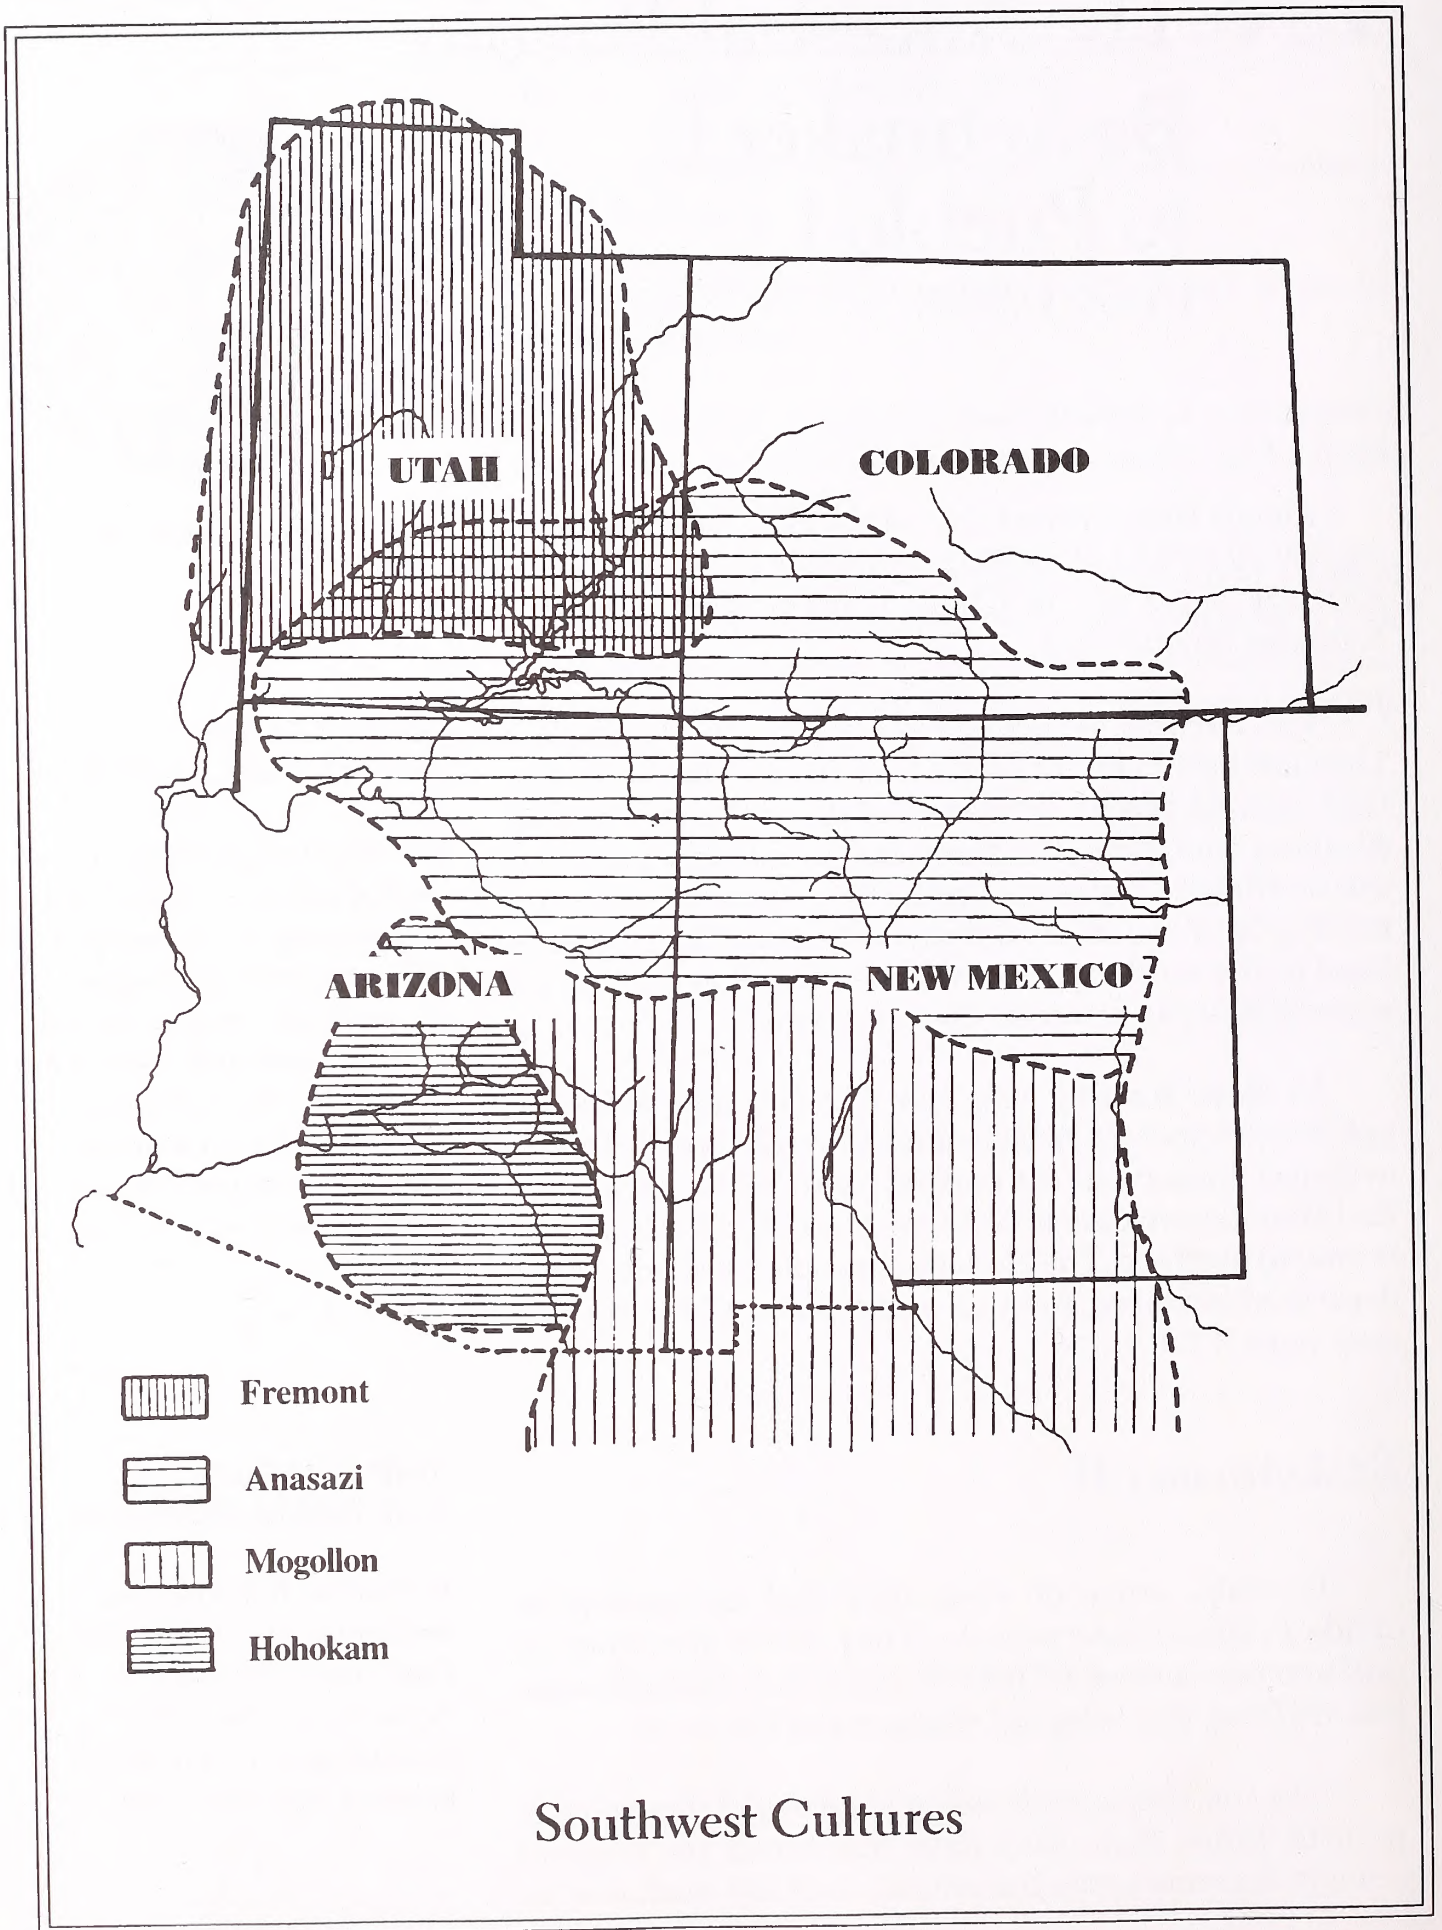 UTAH
COLORADO
ARIZONA
NEW MEXICO
Fremont
Anasazi
Mogollon
Hohokam
Southwest Cultures